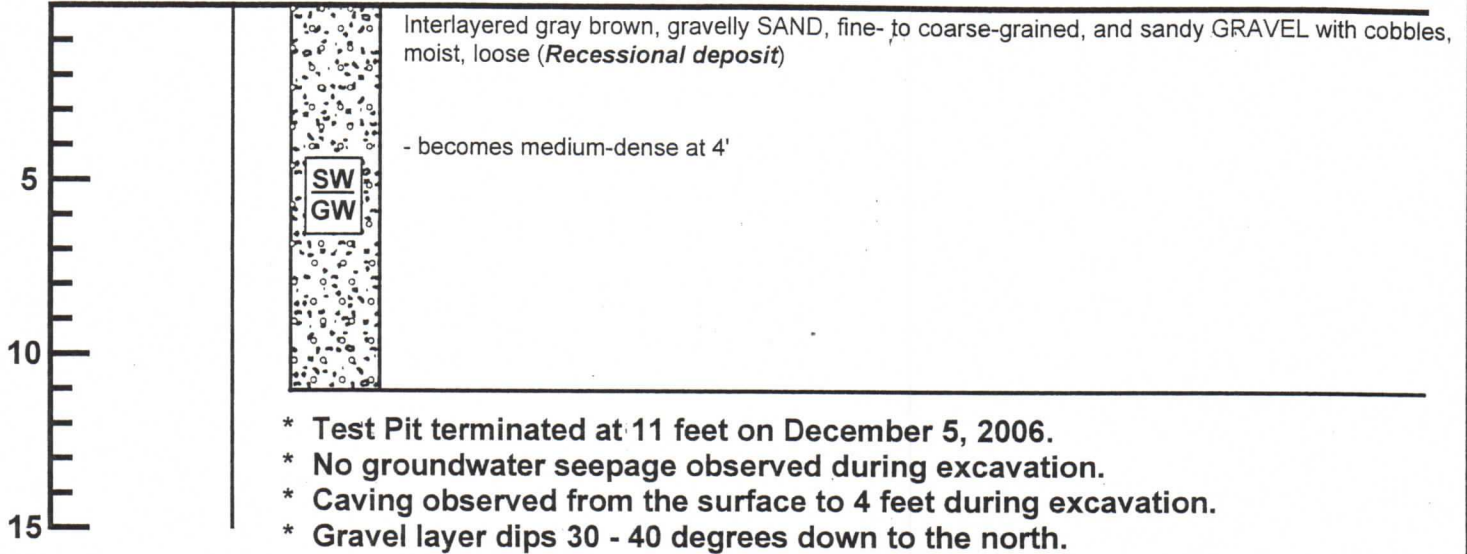 Interlayered gray brown, gravelly SAND, fine- to coarse-grained, and sandy GRAVEL with cobbles,
moist, loose (Recessional deposit)
- becomes medium-dense at 4'
5
SW
GW
10
* Test Pit terminated at 11 feet on December 5, 2006.
* No groundwater seepage observed during excavation.
* Caving observed from the surface to 4 feet during excavation.
15
* Gravel layer dips 30 - 40 degrees down to the north.